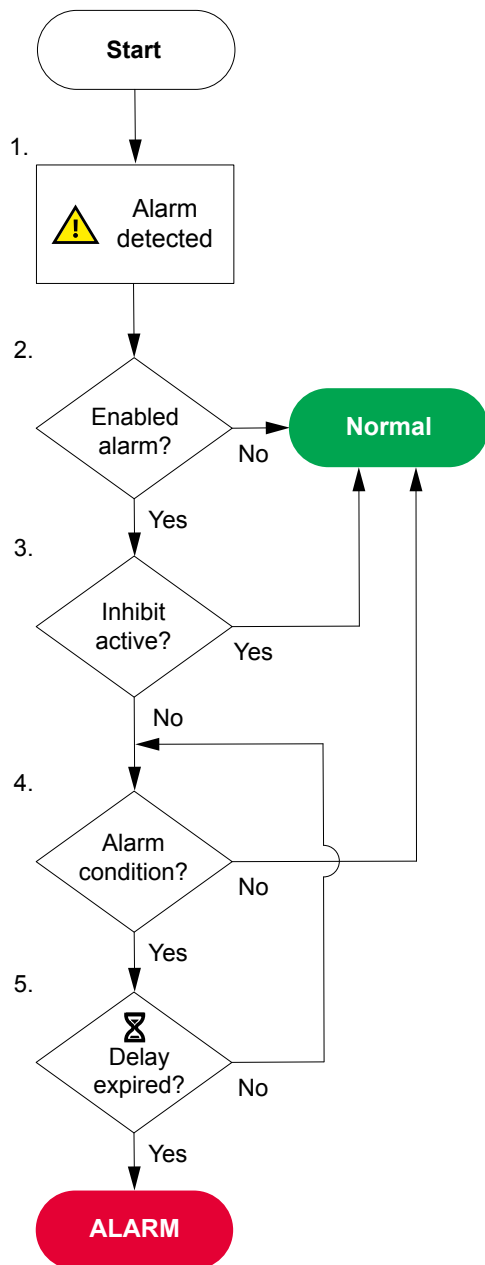 Start
1.
!
Alarm
detected
2.
Enabled
alarm?
No
Normal
Yes
3.
Inhibit
active?
Yes
No
4.
Alarm
condition?
No
Yes
5.
Delay
expired?
No
Yes
ALARM